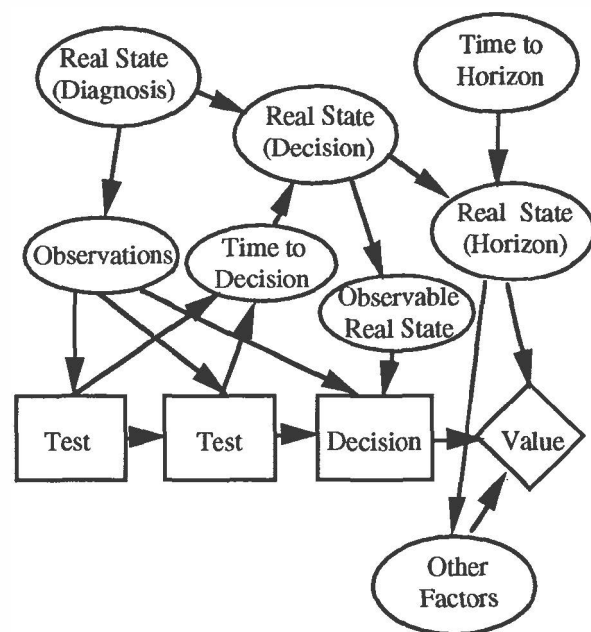 Real State
(Diagnosis)
Time to
Horizon
Real State
(Decision)
Real State
(Horizon)
Observations
Time to
Decision
Observable
Real State
Test
Test
Decision
Value
Other
Factors